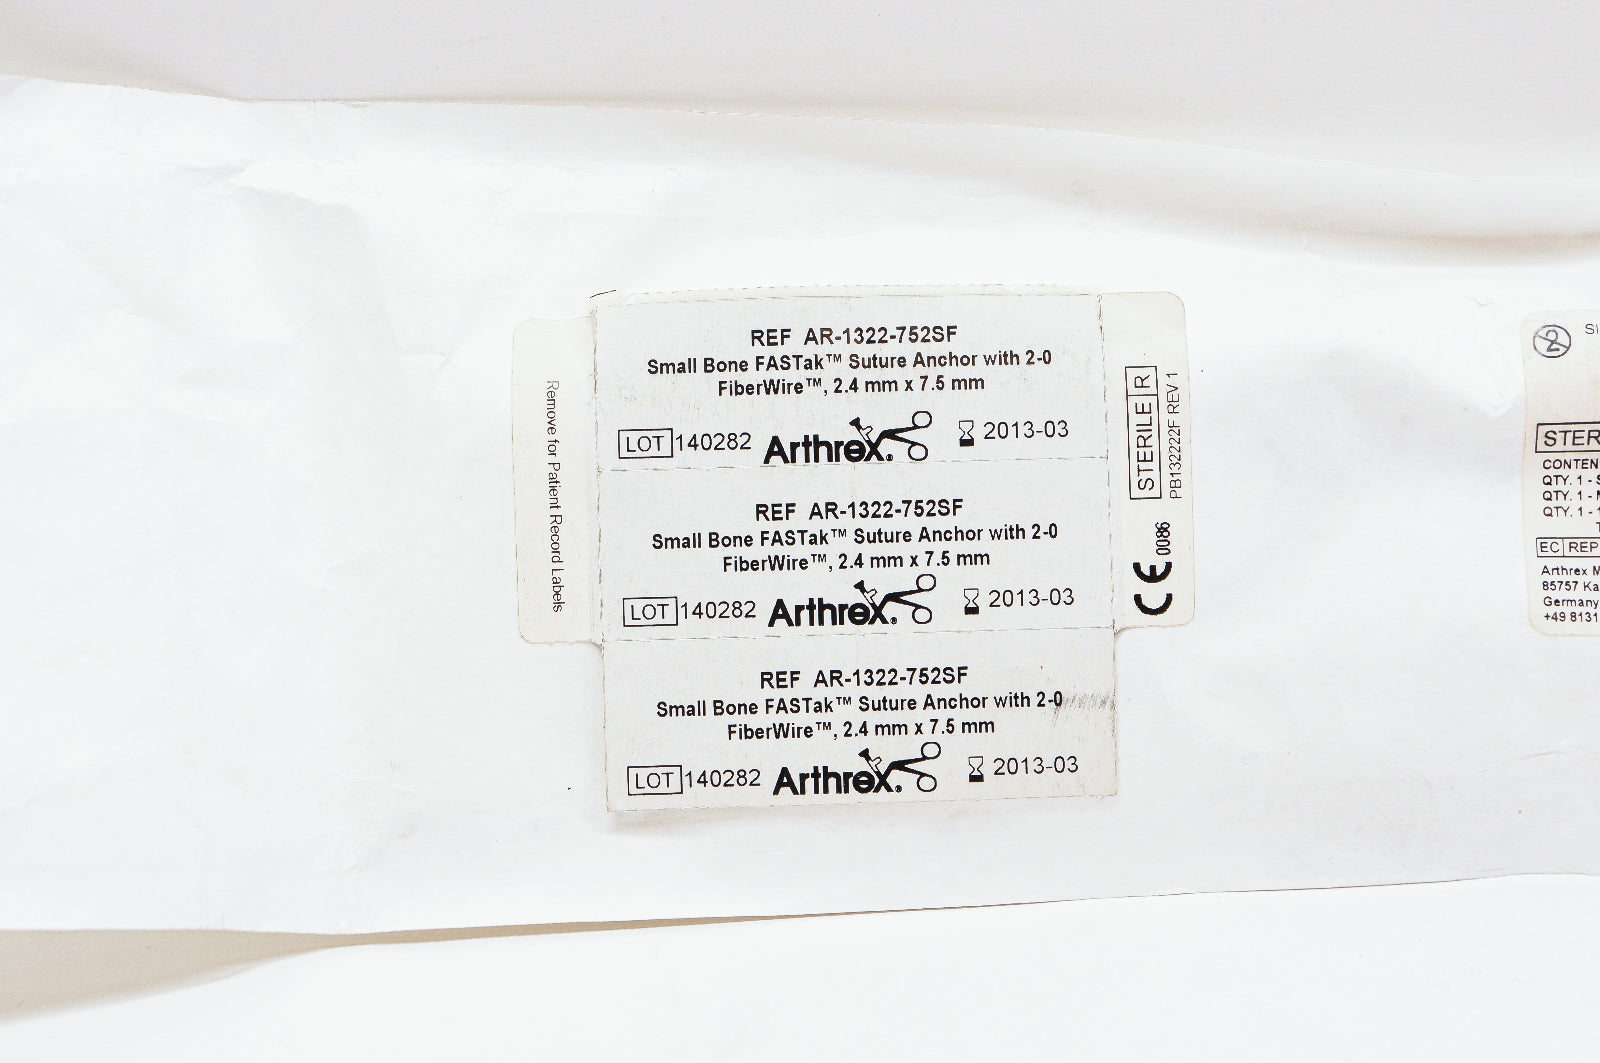 Remove for Patient Record Labels
REF AR-1322-752SF
Small Bone FASTak™ Suture Anchor with 2-0
FiberWire™, 2.4 mm x 7.5 mm
LOT 140282 Arthrex® 2013-03
REF AR-1322-752SF
Small Bone FASTak™ Suture Anchor with 2-0
FiberWire™, 2.4 mm x 7.5 mm
LOT 140282 Arthrex® 2013-03
REF AR-1322-752SF
Small Bone FASTak™ Suture Anchor with 2-0
FiberWire™, 2.4 mm x 7.5 mm
LOT 140282 Arthrex® 2013-03
STERILE R
PB132222F REV 1
CE 0086
2
STER
CONTEN
QTY. 1 -
QTY. 1 -
QTY. 1 -
EC REP
Arthrex
85757 Ka
Germany
+49 8131